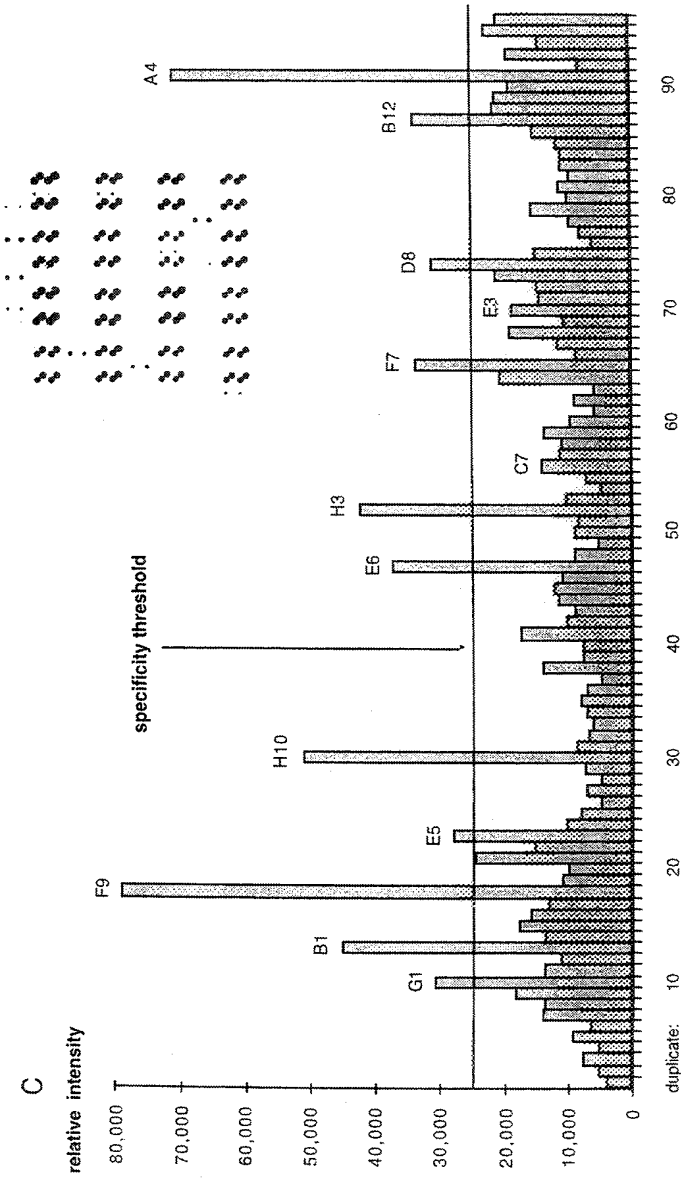 C
relative intensity
80,000
70,000
60,000
50,000
40,000
30,000
20,000
10,000
0
specificity threshold
G1
B1
F9
E5
H10
E6
H3
C7
F7
E3
D8
B12
A4
duplicate: 10 20 30 40 50 60 70 80 90